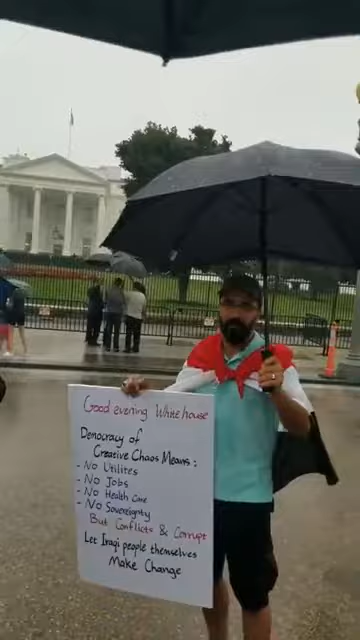 Good evening White house
Democracy of
Creative Chaos Means:
- No Utilites
- No Jobs
- No Health Care
- No Sovereignty
But Conflicts & Corrupt
Let Iraqi people themselves
Make Change